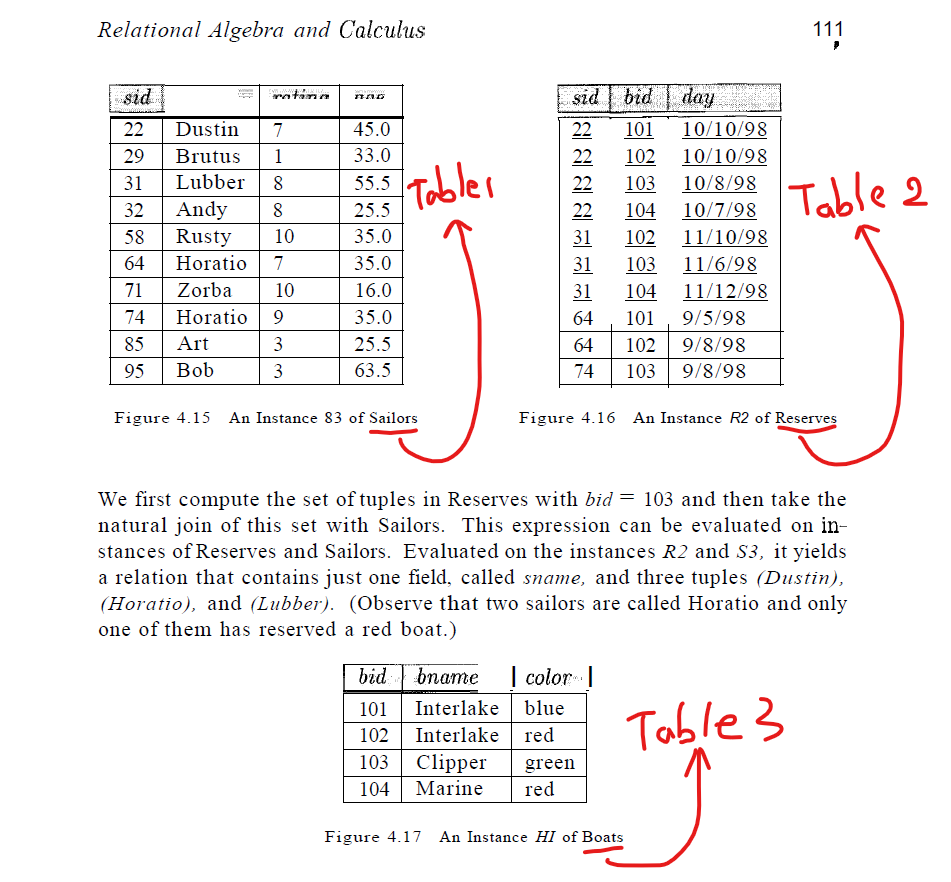 Relational Algebra and Calculus 111
sid rating age
22 Dustin 7 45.0
29 Brutus 1 33.0
31 Lubber 8 55.5
32 Andy 8 25.5
58 Rusty 10 35.0
64 Horatio 7 35.0
71 Zorba 10 16.0
74 Horatio 9 35.0
85 Art 3 25.5
95 Bob 3 63.5
Table1
Figure 4.15 An Instance 83 of Sailors
sid bid day
22 101 10/10/98
22 102 10/10/98
22 103 10/8/98
22 104 10/7/98
31 102 11/10/98
31 103 11/6/98
31 104 11/12/98
64 101 9/5/98
64 102 9/8/98
74 103 9/8/98
Table 2
Figure 4.16 An Instance R2 of Reserves
We first compute the set of tuples in Reserves with bid = 103 and then take the
natural join of this set with Sailors. This expression can be evaluated on in-
stances of Reserves and Sailors. Evaluated on the instances R2 and S3, it yields
a relation that contains just one field, called sname, and three tuples (Dustin),
(Horatio), and (Lubber). (Observe that two sailors are called Horatio and only
one of them has reserved a red boat.)
bid bname | color |
101 Interlake blue
102 Interlake red
103 Clipper green
104 Marine red
Table 3
Figure 4.17 An Instance HI of Boats